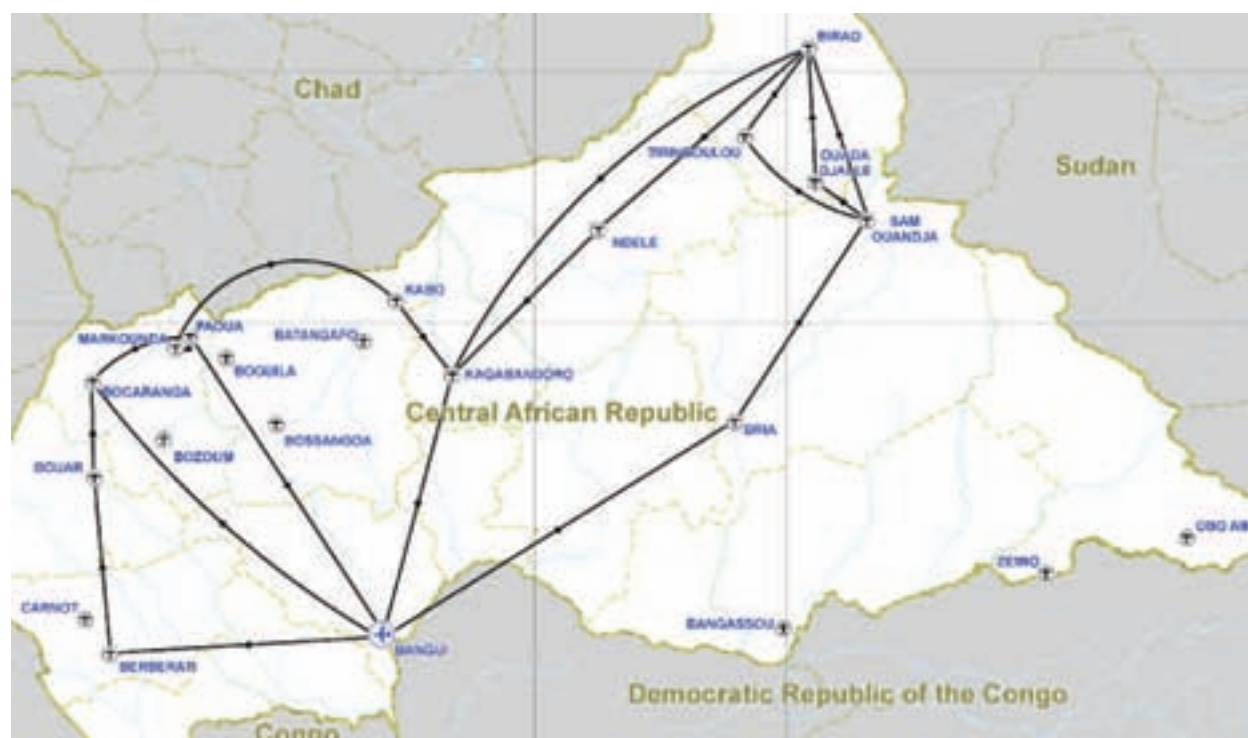 BIRAO
Chad
TIRINGOULOU
OUADA
DJALLE
Sudan
SAM
OUANDJA
NDELE
KABO
PAOUA
MARKOUNDA
BATANGAFO
BOGUILA
BOCARANGA
KAGABANDORO
Central African Republic
BRIA
BOSSANGOA
BOZOUM
BOUAR
ZEMIO
CARNOT
BANGASSOU
BANGUI
BERBERATI
Democratic Republic of the Congo
Congo